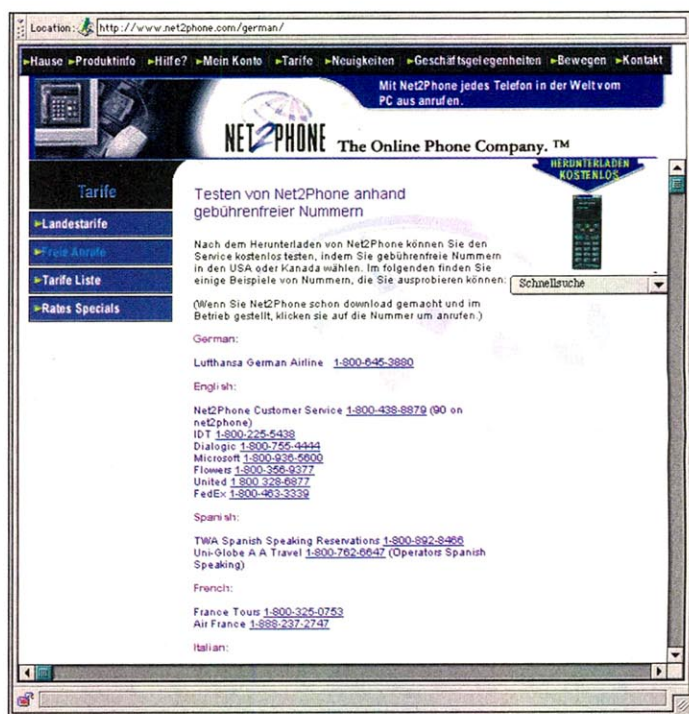 Location: http://www.net2phone.com/german/
Hause Produktinfo Hilfe? Mein Konto Tarife Neuigkeiten Geschäftsgelegenheiten Bewegen Kontakt
Mit Net2Phone jedes Telefon in der Welt vom
PC aus anrufen.
NET2PHONE The Online Phone Company. ™
HERUNTERLADEN
KOSTENLOS
Tarife
Landestarife
Freie Anrufe
Tarife Liste
Rates Specials
Testen von Net2Phone anhand
gebührenfreier Nummern
Nach dem Herunterladen von Net2Phone können Sie den
Service kostenlos testen, indem Sie gebührenfreie Nummern
in den USA oder Kanada wählen. Im folgenden finden Sie
einige Beispiele von Nummern, die Sie ausprobieren können:
Schnellsuche
(Wenn Sie Net2Phone schon download gemacht und im
Betrieb gestellt, klicken sie auf die Nummer um anrufen.)
German:
Lufthansa German Airline 1-800-645-3880
English:
Net2Phone Customer Service 1-800-438-8879 (90 on
net2phone)
IDT 1-800-225-5438
Dialogic 1-800-755-4444
Microsoft 1-800-936-5600
Flowers 1-800-356-9377
United 1 800 328-6877
FedEx 1-800-463-3339
Spanish:
TWA Spanish Speaking Reservations 1-800-892-8466
Uni-Globe A A Travel 1-800-762-6647 (Operators Spanish
Speaking)
French:
France Tours 1-800-325-0753
Air France 1-888-237-2747
Italian: